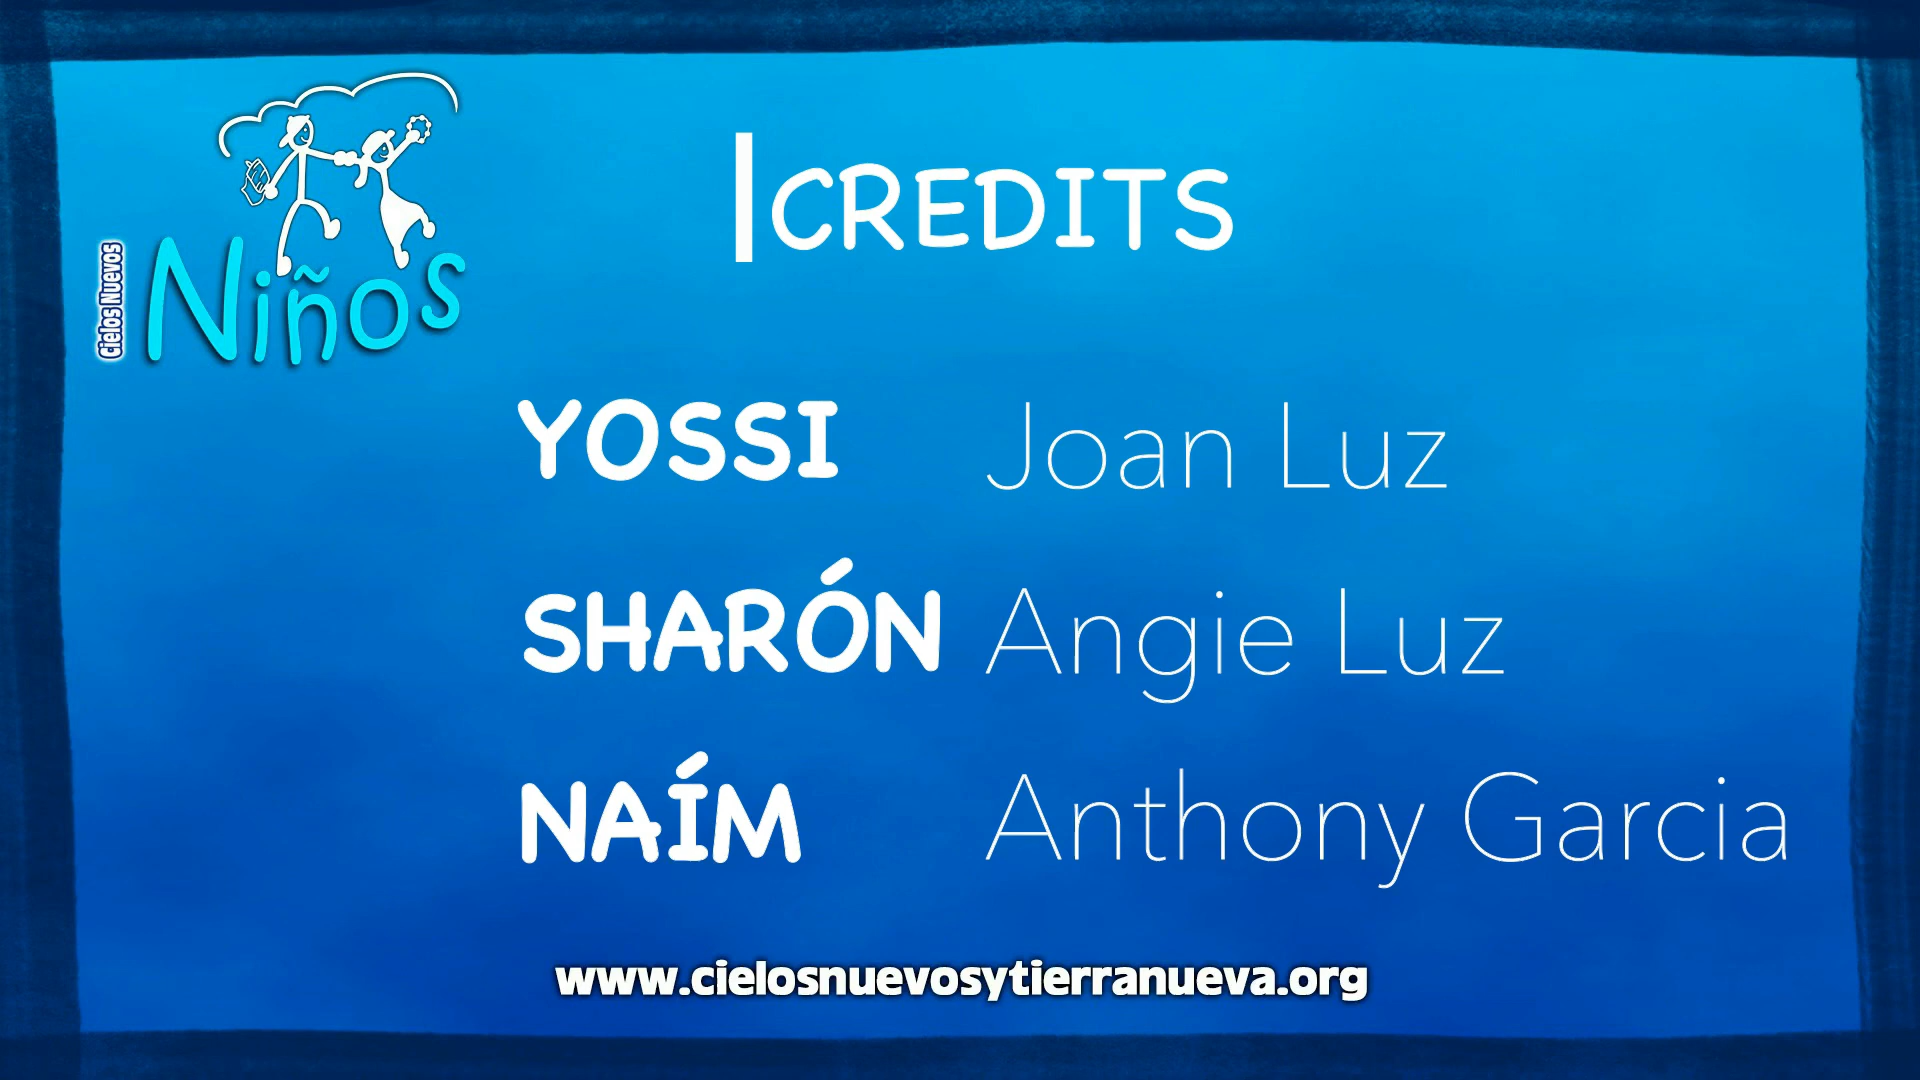 Cielos Nuevos
Niños
CREDITS
YOSSI Joan Luz
SHARÓN Angie Luz
NAÍM Anthony Garcia
www.cielosnuevosytierranueva.org